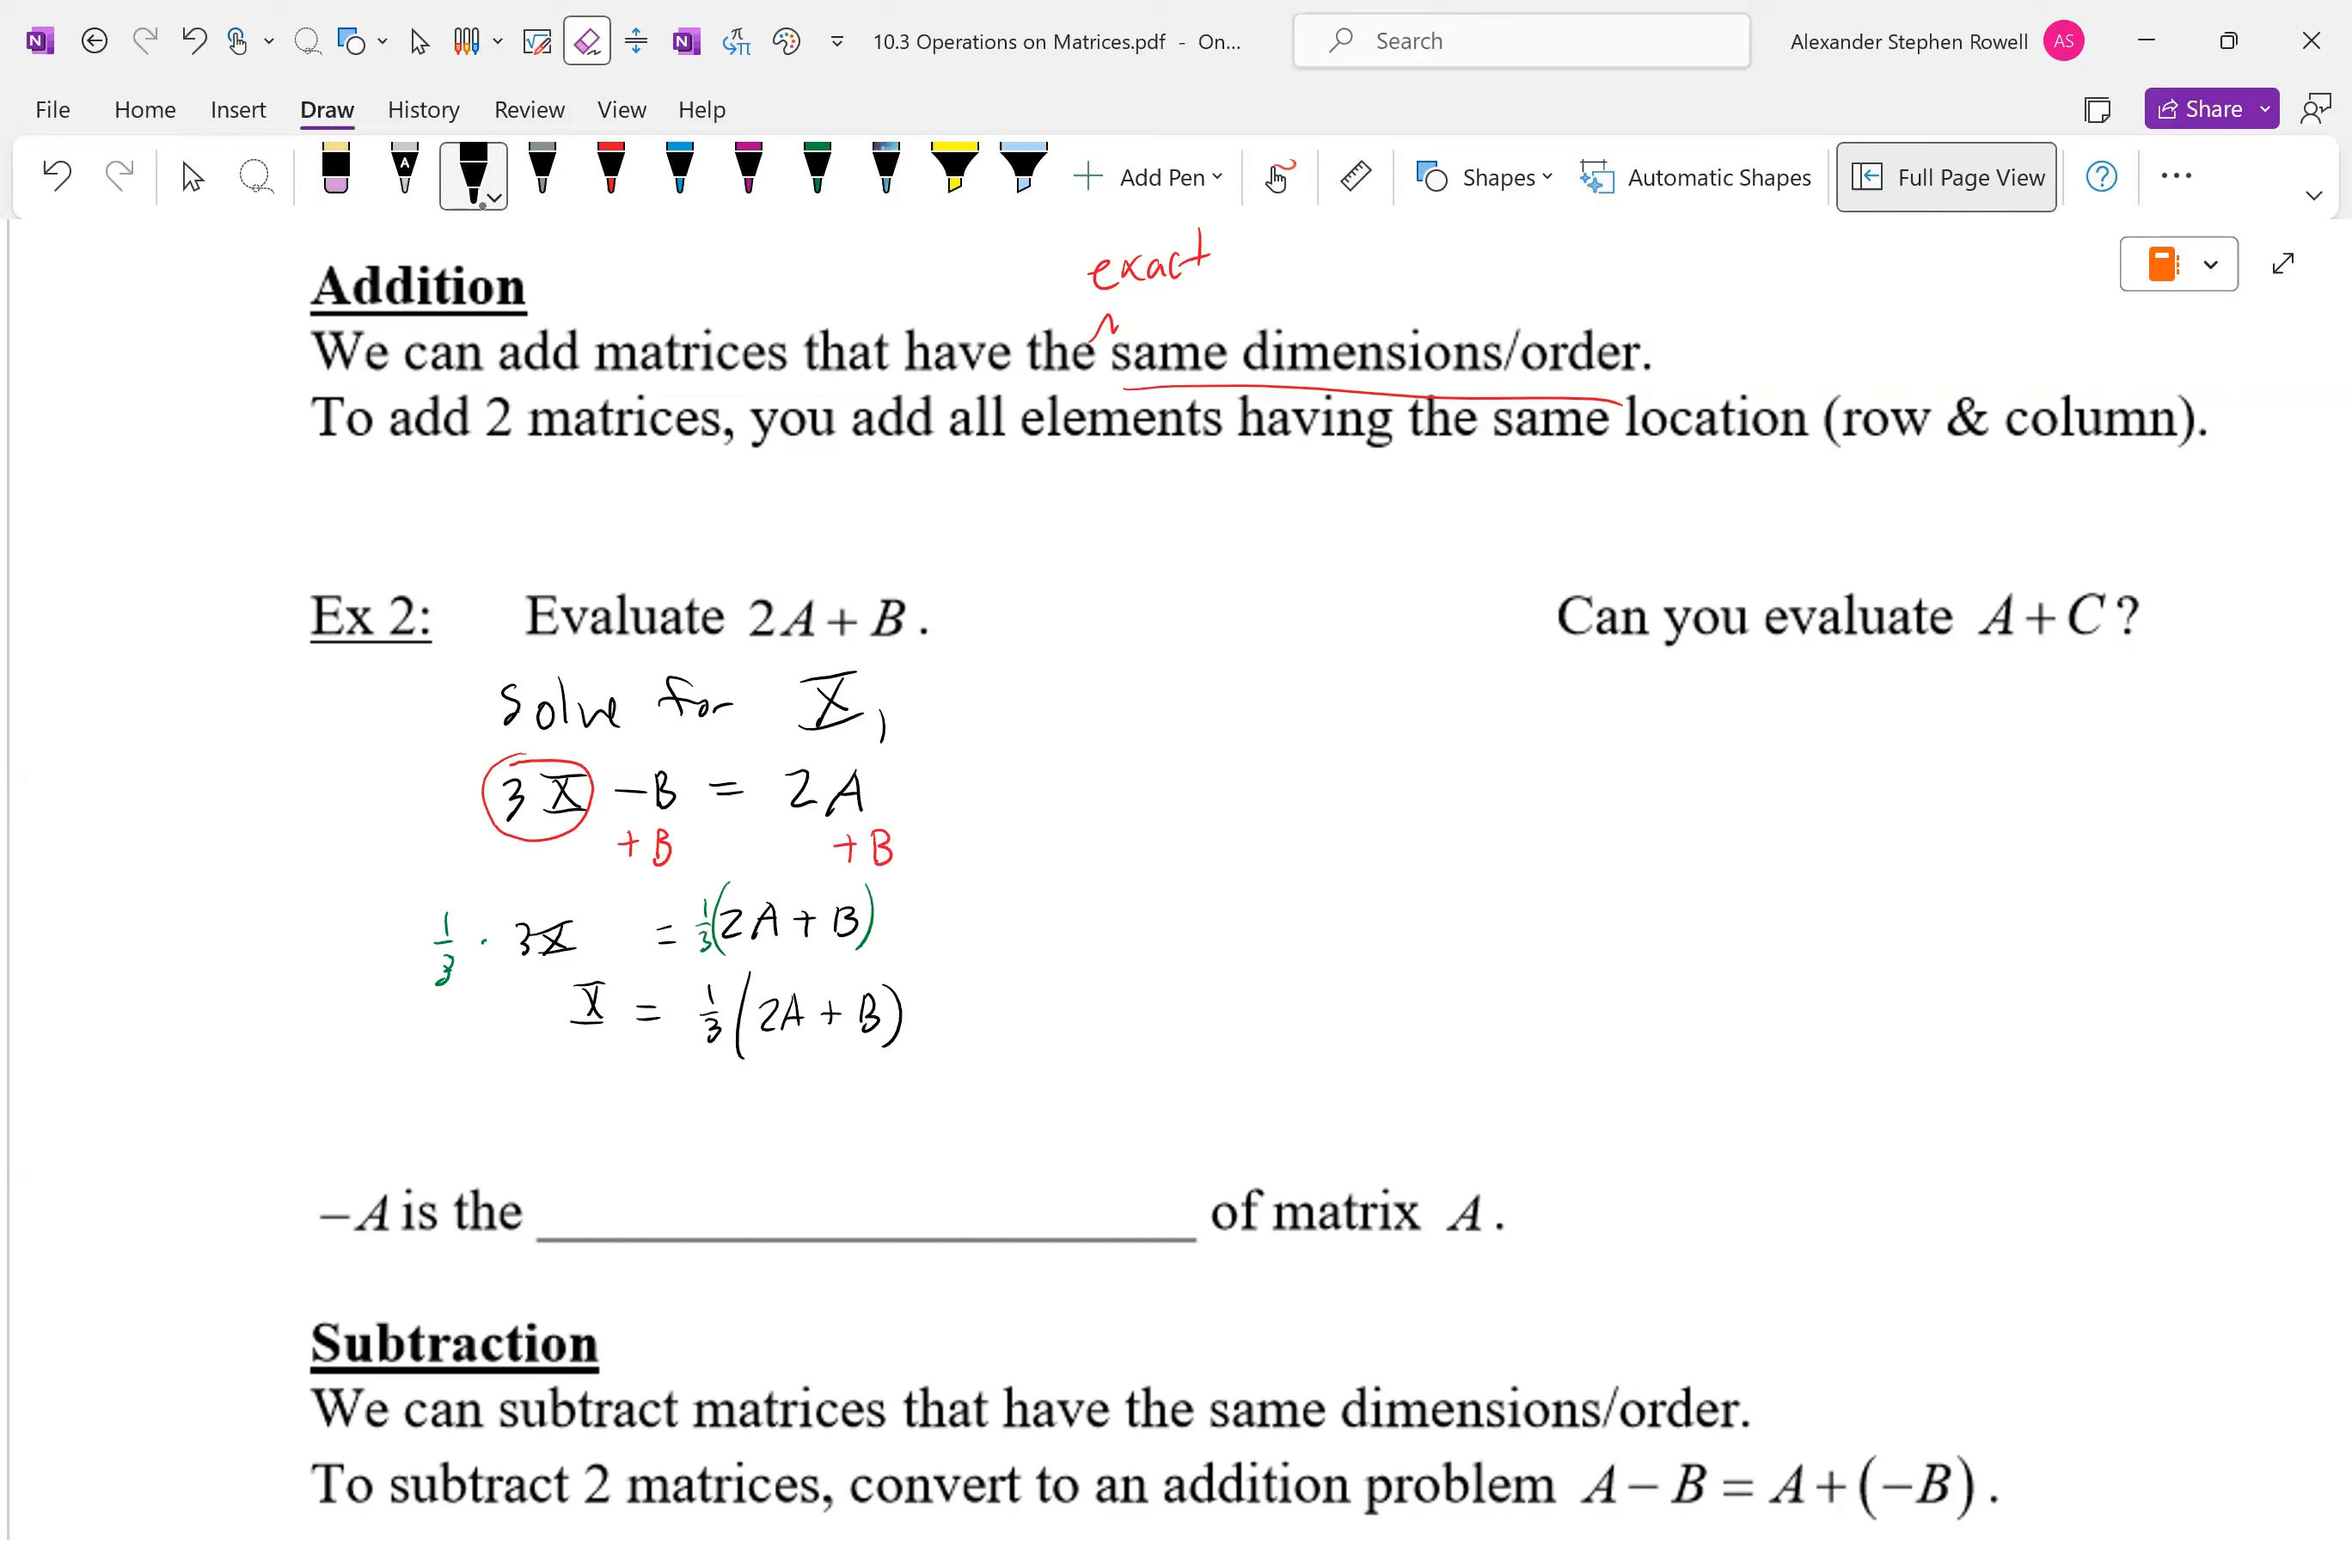 10.3 Operations on Matrices.pdf - On...
Search
Alexander Stephen Rowell
AS
File Home Insert Draw History Review View Help
Share
A
Add Pen
Shapes
Automatic Shapes
Full Page View
exact
Addition
We can add matrices that have the same dimensions/order.
To add 2 matrices, you add all elements having the same location (row & column).
Ex 2: Evaluate 2A + B.
Can you evaluate A + C?
solve for X,
3X - B = 2A
+ B + B
1/3 · 3X = 1/3(2A + B)
X = 1/3(2A + B)
−A is the ____________________ of matrix A.
Subtraction
We can subtract matrices that have the same dimensions/order.
To subtract 2 matrices, convert to an addition problem A − B = A + (−B).